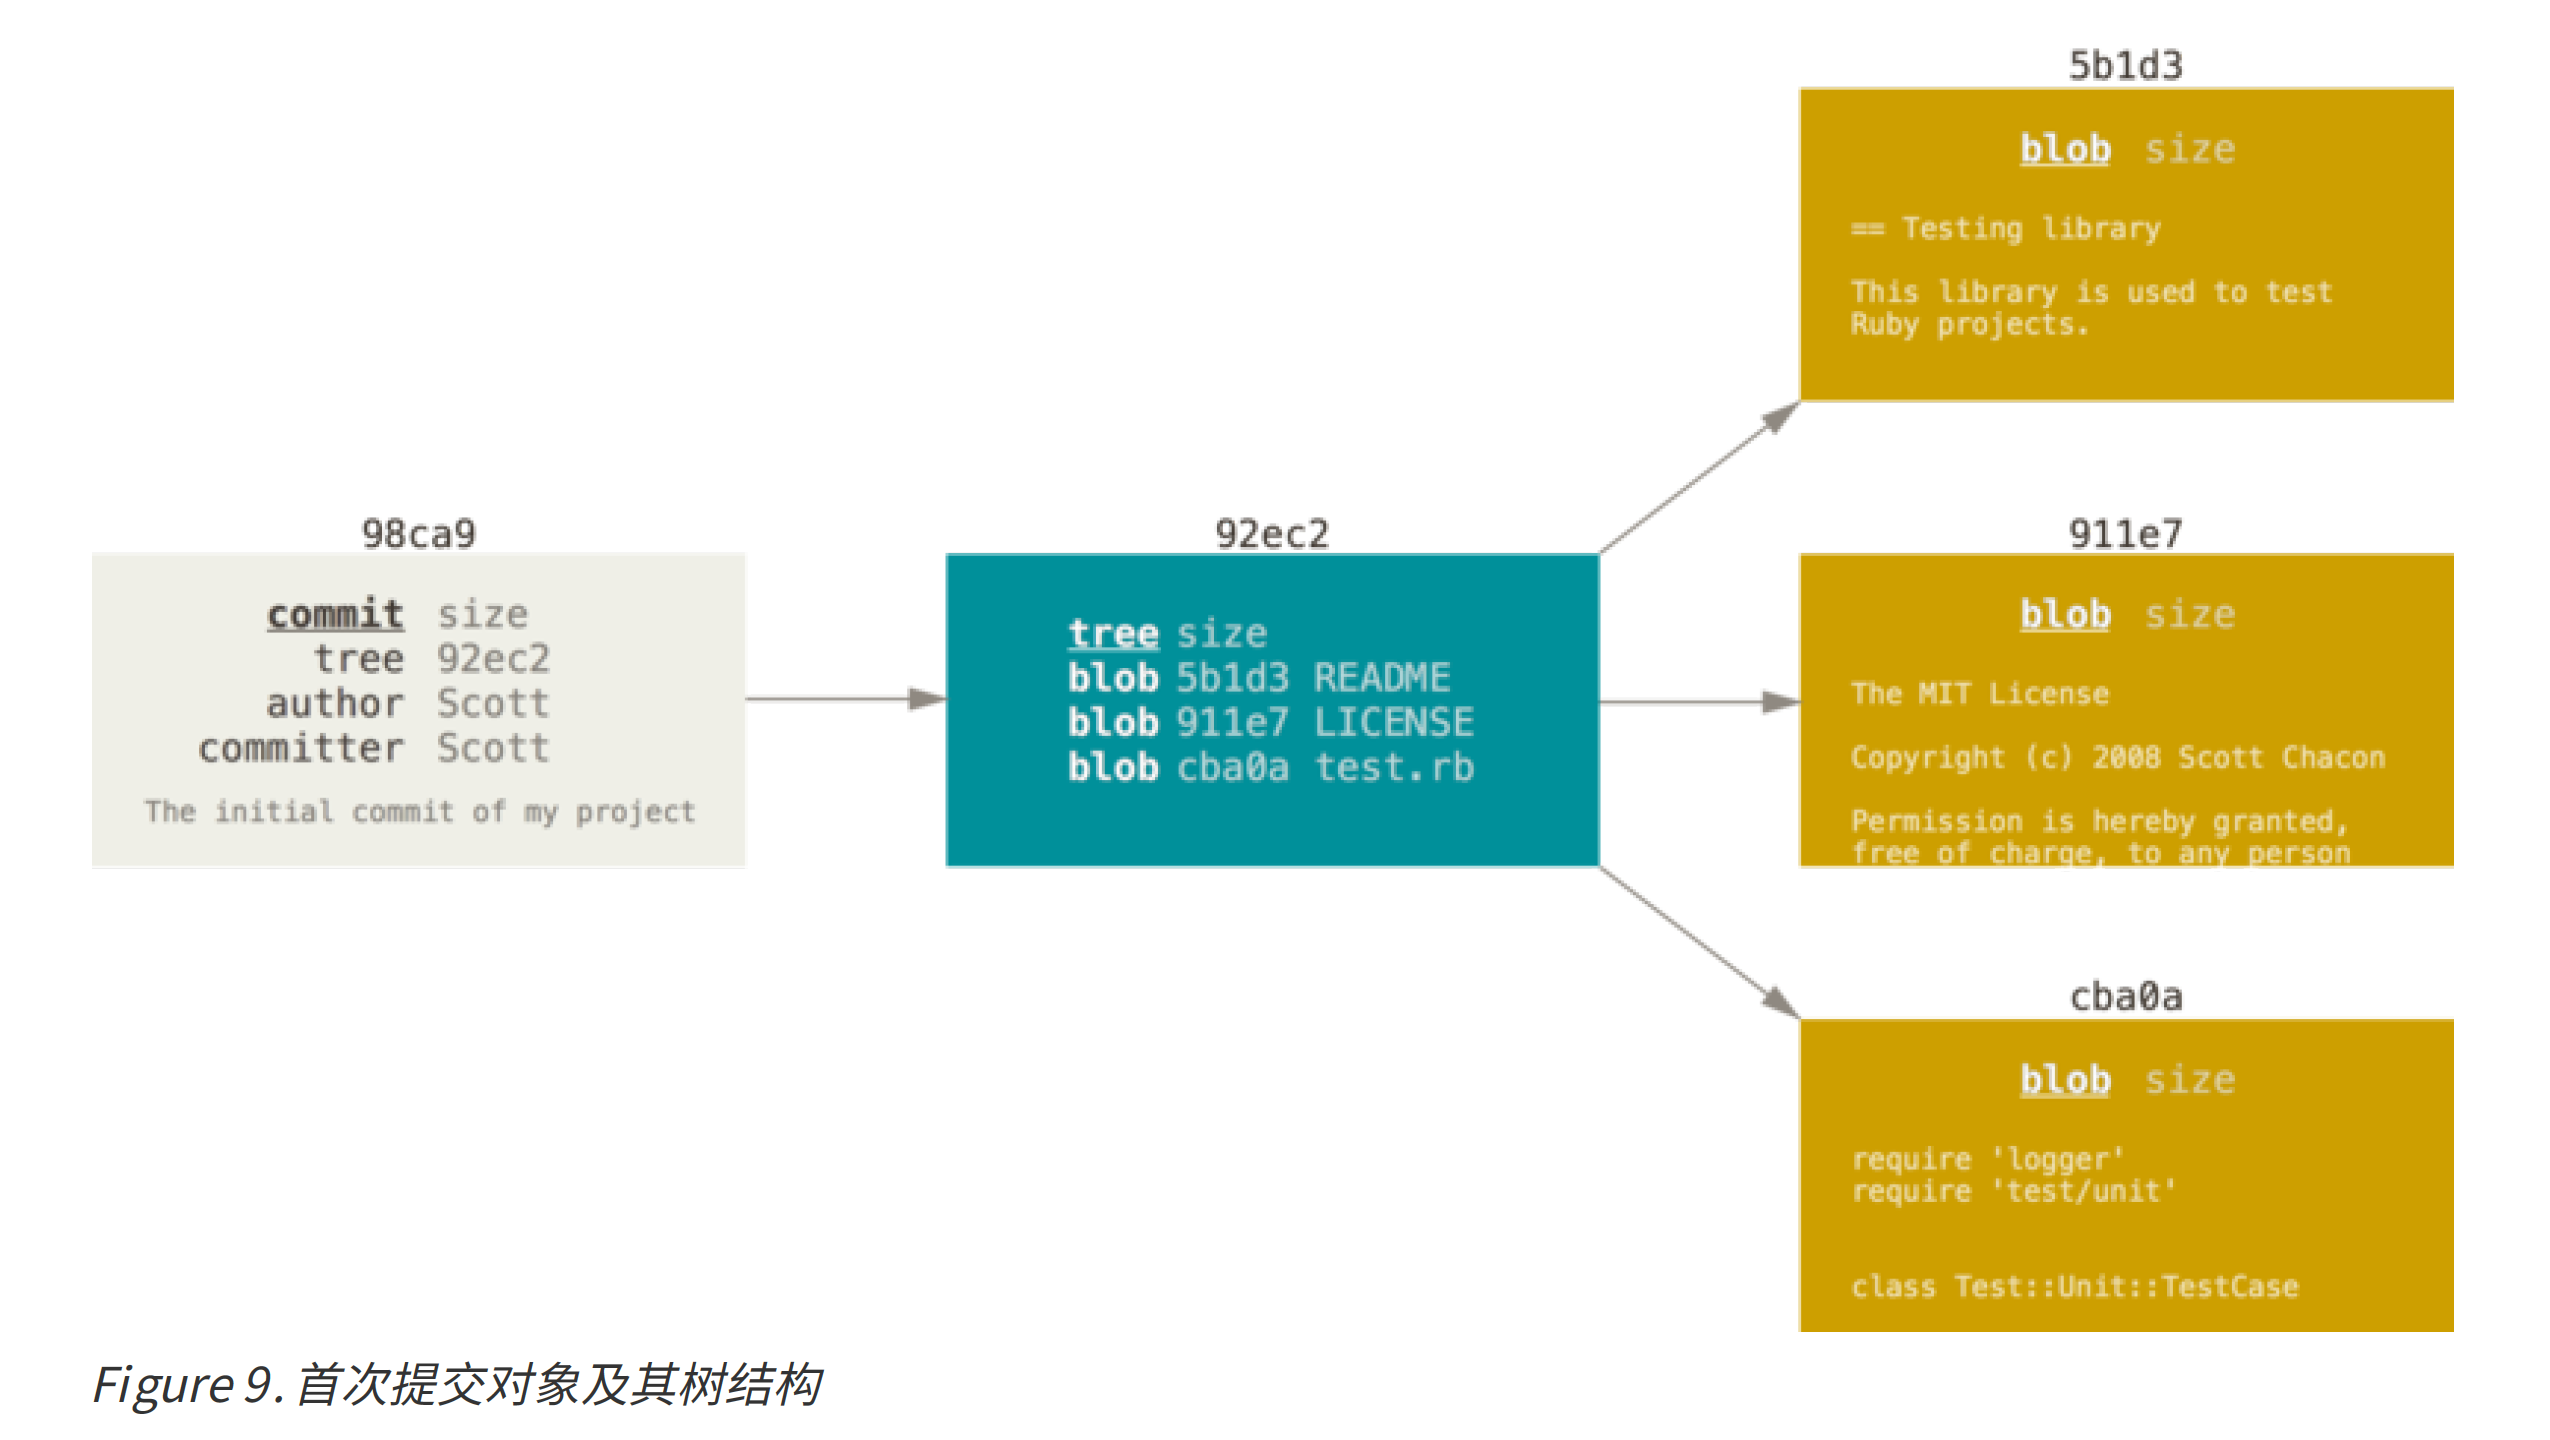 98ca9
commit size
tree 92ec2
author Scott
committer Scott
The initial commit of my project
92ec2
tree size
blob 5b1d3 README
blob 911e7 LICENSE
blob cba0a test.rb
5b1d3
blob size
== Testing library
This library is used to test
Ruby projects.
911e7
blob size
The MIT License
Copyright (c) 2008 Scott Chacon
Permission is hereby granted,
free of charge, to any person
cba0a
blob size
require 'logger'
require 'test/unit'
class Test::Unit::TestCase
Figure 9. 首次提交对象及其树结构